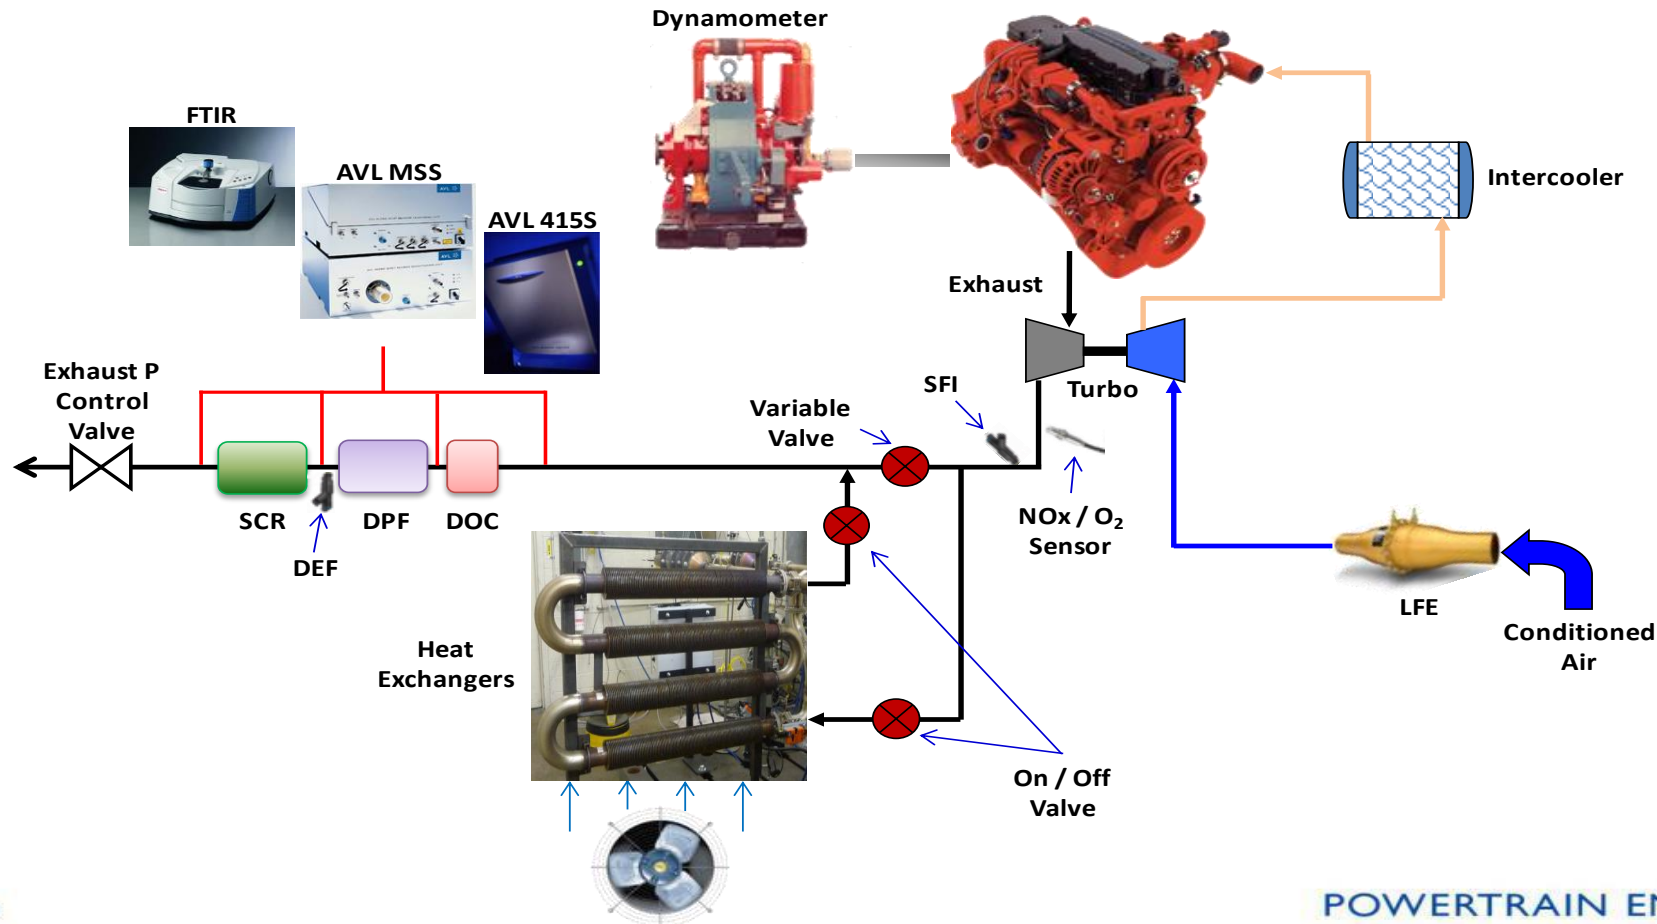 Dynamometer
FTIR
AVL MSS
AVL 415S
Intercooler
Exhaust
Turbo
SFI
Exhaust P
Control
Valve
Variable
Valve
SCR
DPF
DOC
DEF
NOx / O₂
Sensor
LFE
Conditioned
Air
Heat
Exchangers
On / Off
Valve
POWERTRAIN EN